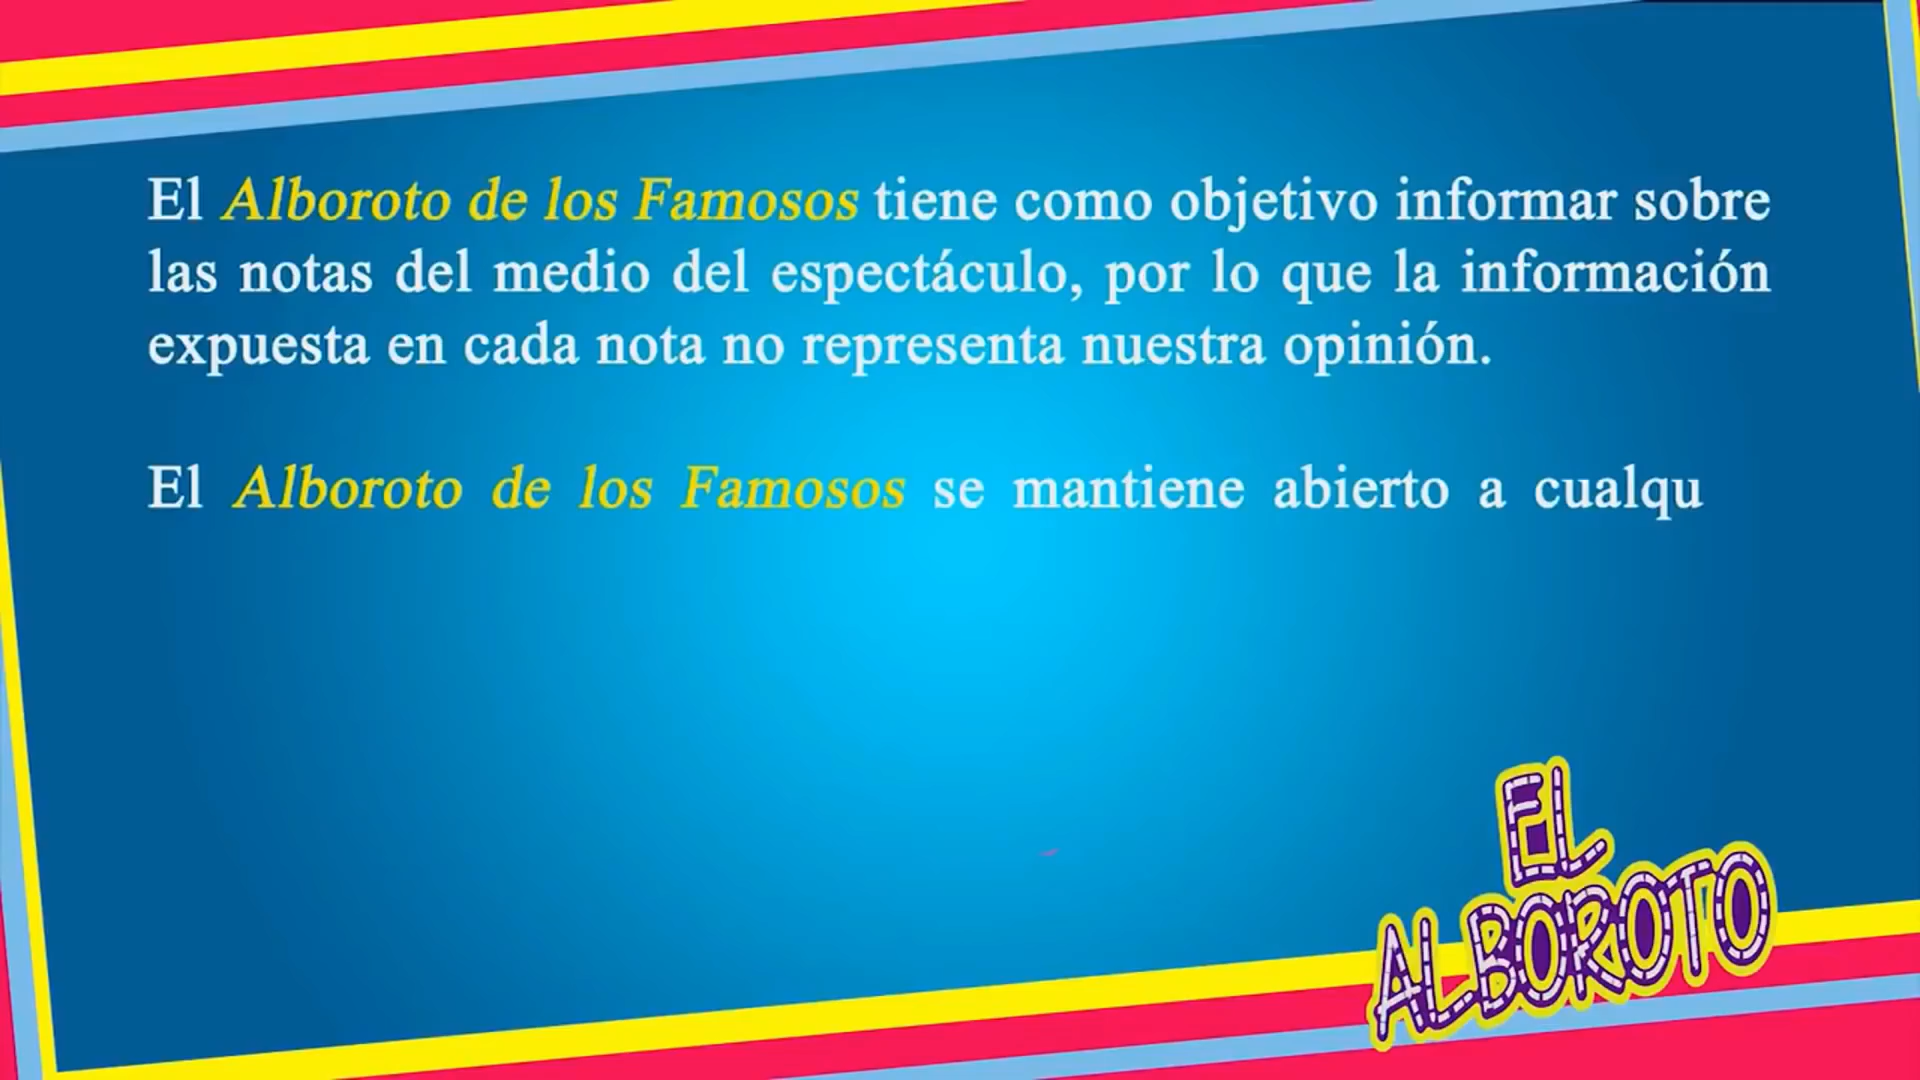 El Alboroto de los Famosos tiene como objetivo informar sobre
las notas del medio del espectáculo, por lo que la información
expuesta en cada nota no representa nuestra opinión.
El Alboroto de los Famosos se mantiene abierto a cualqu
EL
ALBOROTO